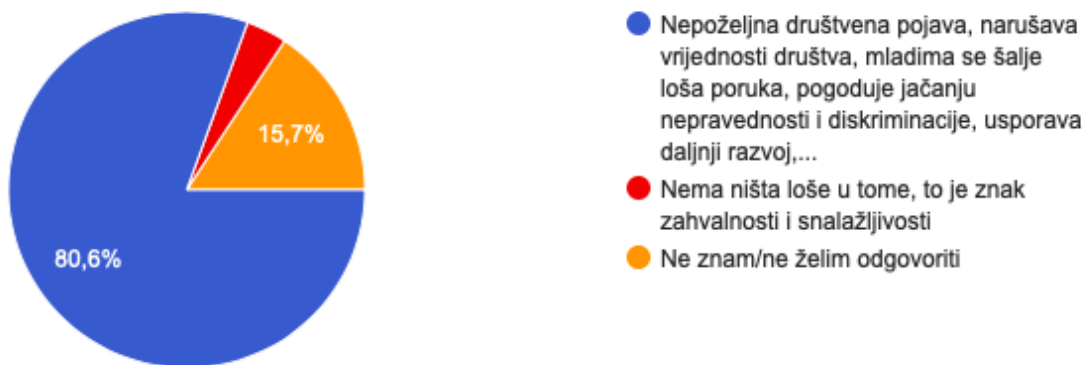 80,6%
15,7%
Nepoželjna društvena pojava, narušava
vrijednosti društva, mladima se šalje
loša poruka, pogoduje jačanju
nepravednosti i diskriminacije, usporava
daljnji razvoj,...
Nema ništa loše u tome, to je znak
zahvalnosti i snalažljivosti
Ne znam/ne želim odgovoriti